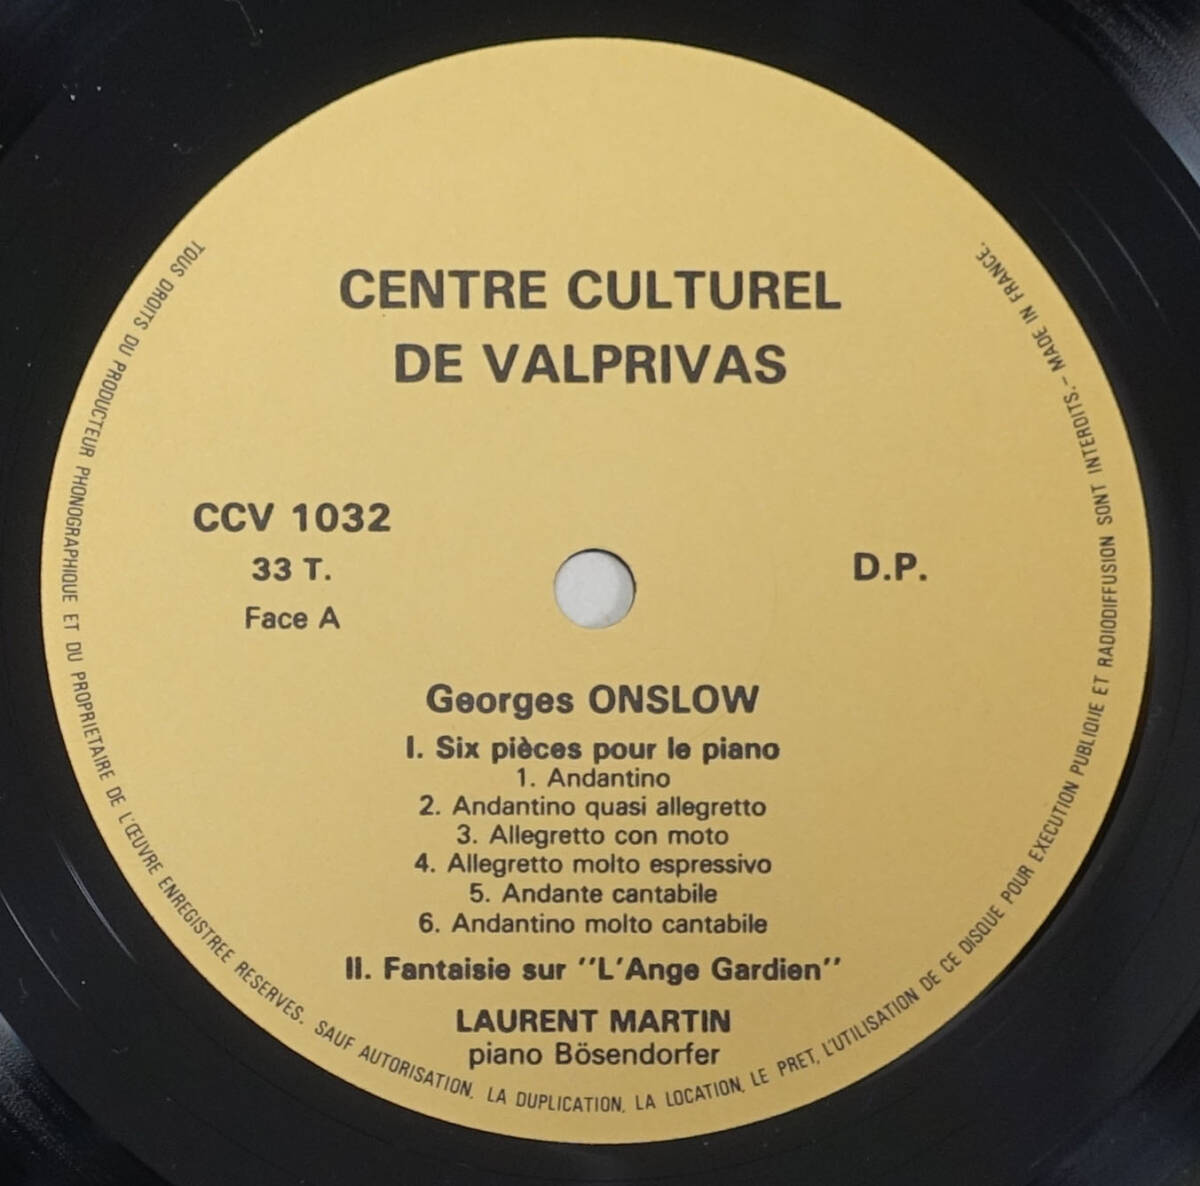 CENTRE CULTUREL
DE VALPRIVAS
CCV 1032
33 T.
Face A
D.P.
Georges ONSLOW
I. Six pièces pour le piano
1. Andantino
2. Andantino quasi allegretto
3. Allegretto con moto
4. Allegretto molto espressivo
5. Andante cantabile
6. Andantino molto cantabile
II. Fantaisie sur "L'Ange Gardien"
LAURENT MARTIN
piano Bösendorfer
TOUS DROITS DU PRODUCTEUR PHONOGRAPHIQUE ET DU PROPRIETAIRE DE L'ŒUVRE ENREGISTREE RESERVES. SAUF AUTORISATION, LA DUPLICATION, LA LOCATION, LE PRET, L'UTILISATION DE CE DISQUE POUR EXECUTION PUBLIQUE ET RADIODIFFUSION SONT INTERDITS.- MADE IN FRANCE.